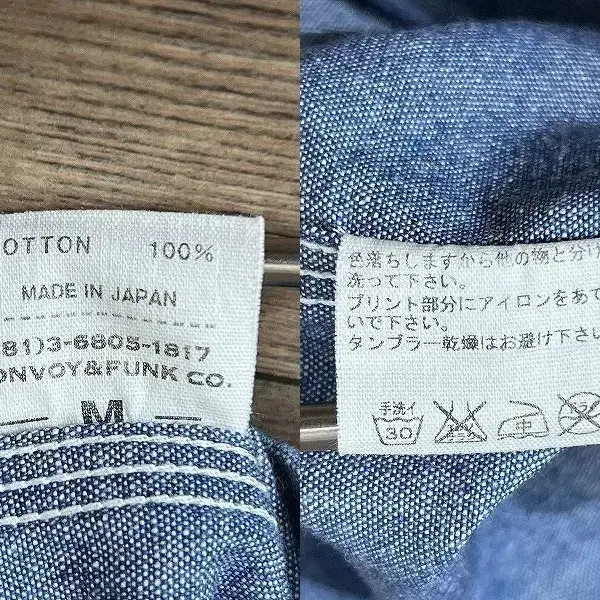 OTTON 100%
MADE IN JAPAN
81)3-6805-1817
ONVOY&FUNK CO.
M
色落ちしますから他の物と分け
洗って下さい。
プリント部分にアイロンをあて
いで下さい。
タンブラー乾燥はお避け下さい
手洗イ
30
中